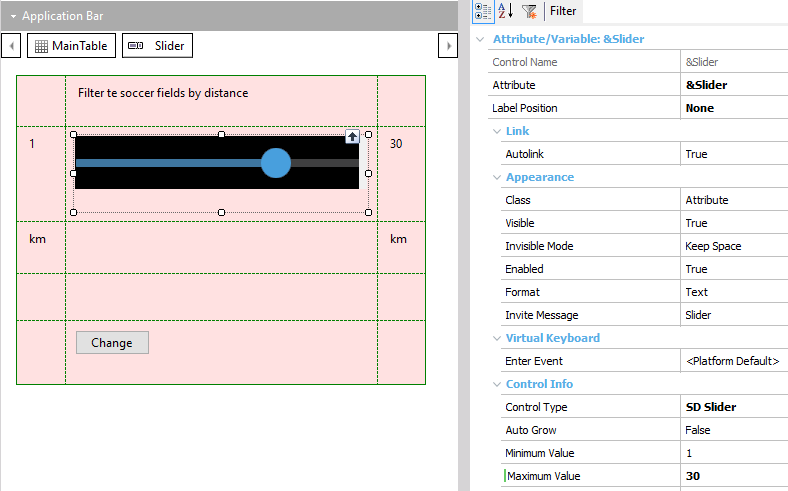 Application Bar
MainTable
Slider
Filter te soccer fields by distance
1
30
km
km
Change
Filter
Attribute/Variable: &Slider
Control Name &Slider
Attribute &Slider
Label Position None
Link
Autolink True
Appearance
Class Attribute
Visible True
Invisible Mode Keep Space
Enabled True
Format Text
Invite Message Slider
Virtual Keyboard
Enter Event <Platform Default>
Control Info
Control Type SD Slider
Auto Grow False
Minimum Value 1
Maximum Value 30